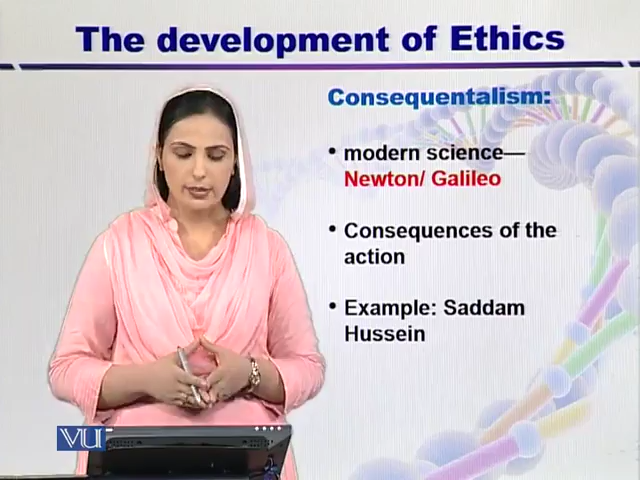 The development of Ethics
Consequentalism:
• modern science—
Newton/ Galileo
• Consequences of the
action
• Example: Saddam
Hussein
VU